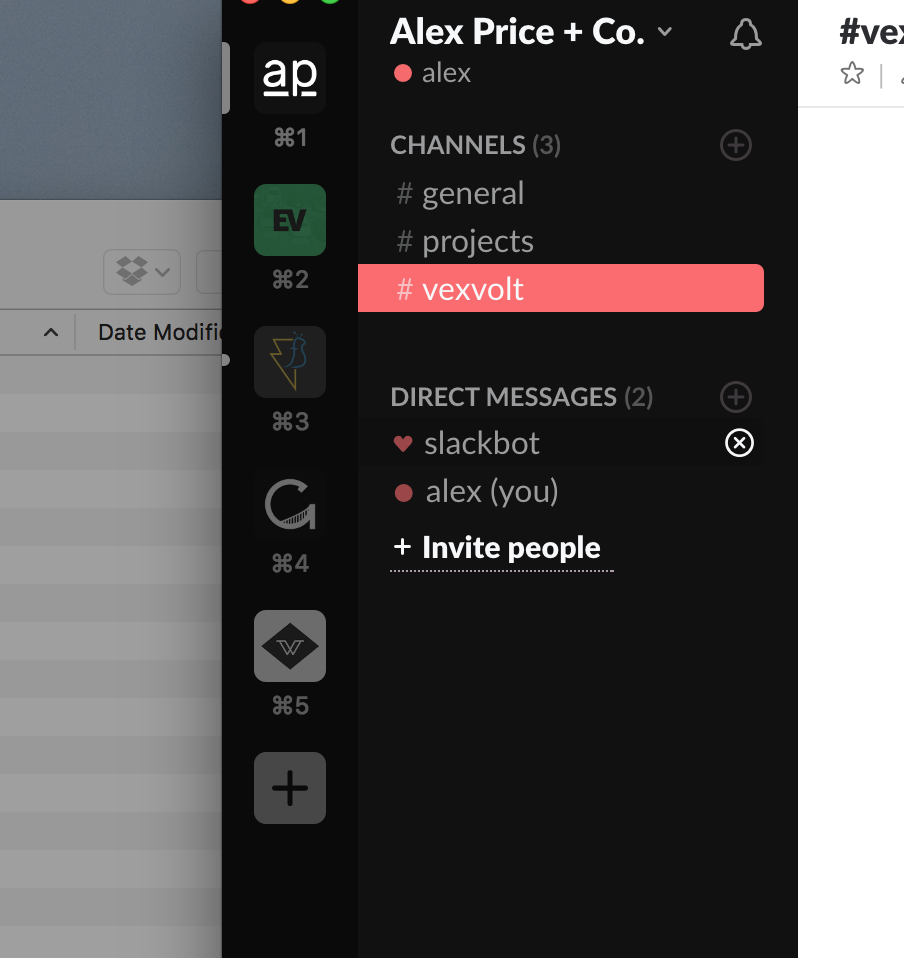 Alex Price + Co.
alex
CHANNELS (3)
# general
# projects
# vexvolt
DIRECT MESSAGES (2)
slackbot
alex (you)
+ Invite people
ap
⌘1
EV
⌘2
⌘3
⌘4
W
⌘5
Date Modifie
#vex